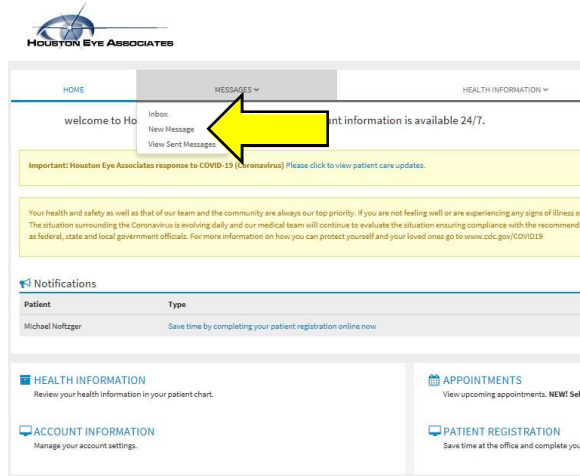 HOUSTON EYE ASSOCIATES
HOME MESSAGES HEALTH INFORMATION
Inbox
welcome to Ho nt information is available 24/7.
New Message
View Sent Messages
Important: Houston Eye Associates response to COVID-19 (Coronavirus) Please click to view patient care updates.
Your health and safety as well as that of our team and the community are always our top priority. If you are not feeling well or are experiencing any signs of illness
The situation surrounding the Coronavirus is evolving daily and our medical team will continue to evaluate the situation ensuring compliance with the recommend
as federal, state and local government officials. For more information on how you can protect yourself and your loved ones go to www.cdc.gov/COVID19
Notifications
Patient Type
Michael Noftzger Save time by completing your patient registration online now
HEALTH INFORMATION
Review your health information in your patient chart.
APPOINTMENTS
View upcoming appointments. NEW! Sel
ACCOUNT INFORMATION
Manage your account settings.
PATIENT REGISTRATION
Save time at the office and complete you